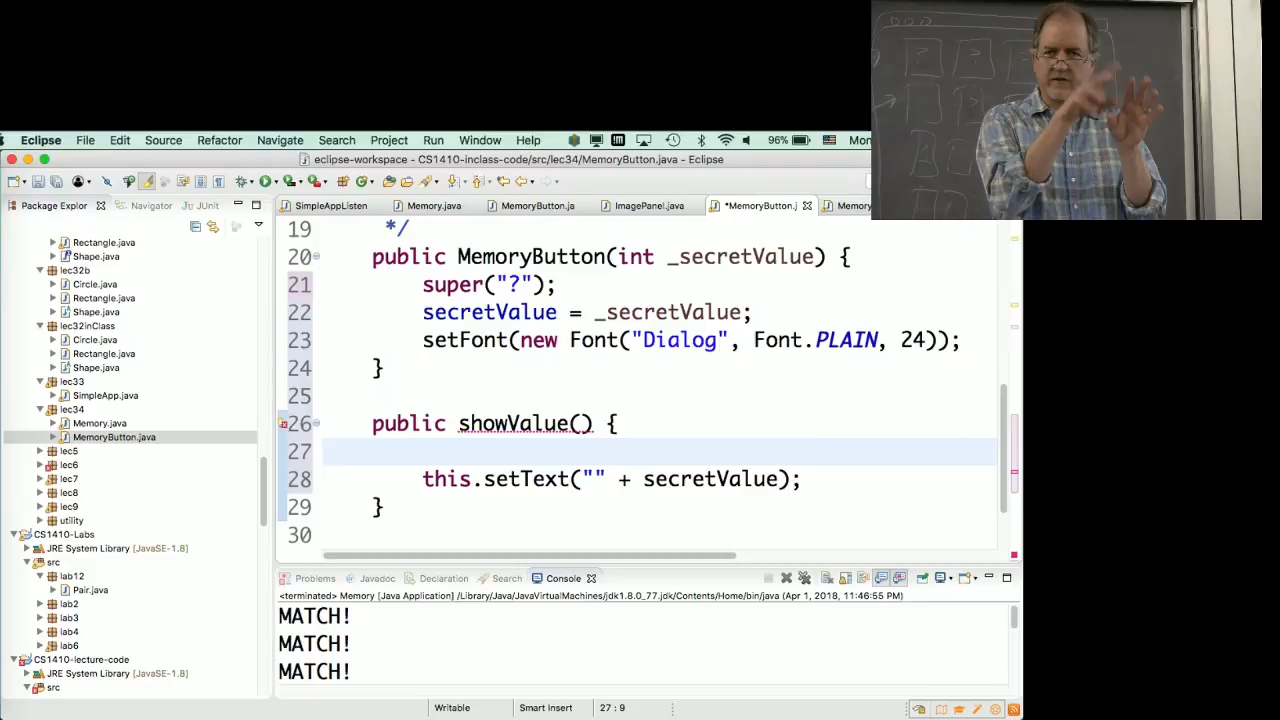 Eclipse File Edit Source Refactor Navigate Search Project Run Window Help 96% Mon
eclipse-workspace - CS1410-inclass-code/src/lec34/MemoryButton.java - Eclipse
Package Explor Navigator JUnit
SimpleAppListen Memory.java MemoryButton.ja ImagePanel.java *MemoryButton.j Memory
Rectangle.java
Shape.java
lec32b
Circle.java
Rectangle.java
Shape.java
lec32inClass
Circle.java
Rectangle.java
Shape.java
lec33
SimpleApp.java
lec34
Memory.java
MemoryButton.java
lec5
lec6
lec7
lec8
lec9
utility
CS1410-Labs
JRE System Library [JavaSE-1.8]
src
lab12
Pair.java
lab2
lab3
lab4
lab6
CS1410-lecture-code
JRE System Library [JavaSE-1.8]
src
19 */
20 public MemoryButton(int _secretValue) {
21 super("?");
22 secretValue = _secretValue;
23 setFont(new Font("Dialog", Font.PLAIN, 24));
24 }
25
26 public showValue() {
27
28 this.setText("" + secretValue);
29 }
30
Problems Javadoc Declaration Search Console
<terminated> Memory [Java Application] /Library/Java/JavaVirtualMachines/jdk1.8.0_77.jdk/Contents/Home/bin/java (Apr 1, 2018, 11:46:55 PM)
MATCH!
MATCH!
MATCH!
Writable Smart Insert 27 : 9